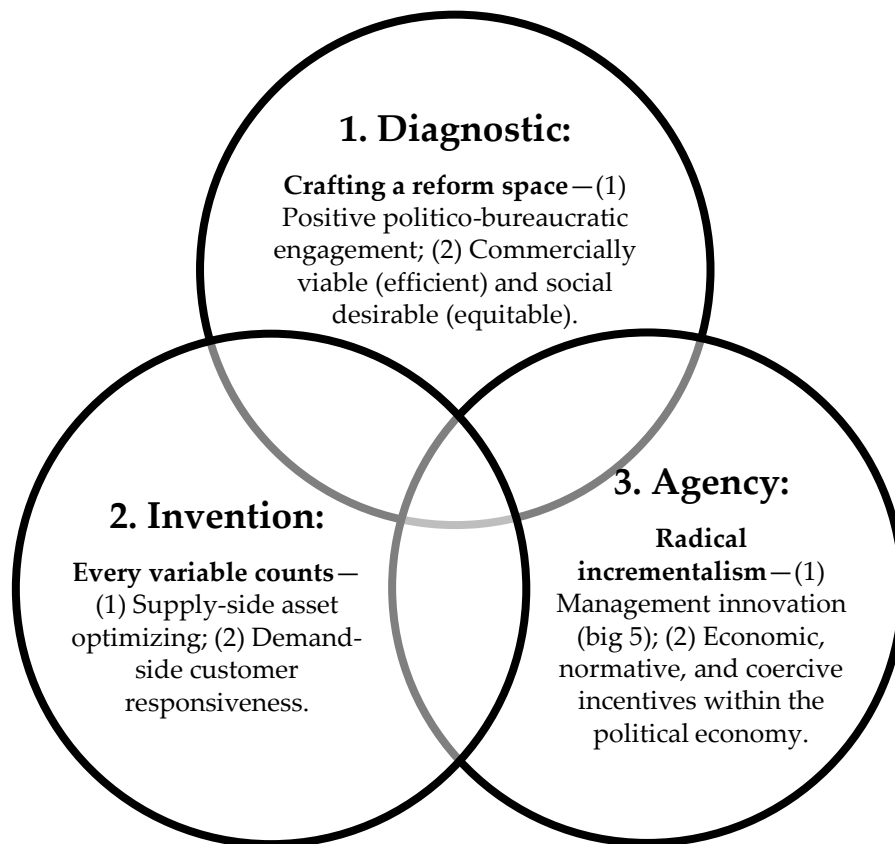 1. Diagnostic:
Crafting a reform space—(1)
Positive politico-bureaucratic
engagement; (2) Commercially
viable (efficient) and social
desirable (equitable).
2. Invention:
Every variable counts—
(1) Supply-side asset
optimizing; (2) Demand-
side customer
responsiveness.
3. Agency:
Radical
incrementalism—(1)
Management innovation
(big 5); (2) Economic,
normative, and coercive
incentives within the
political economy.